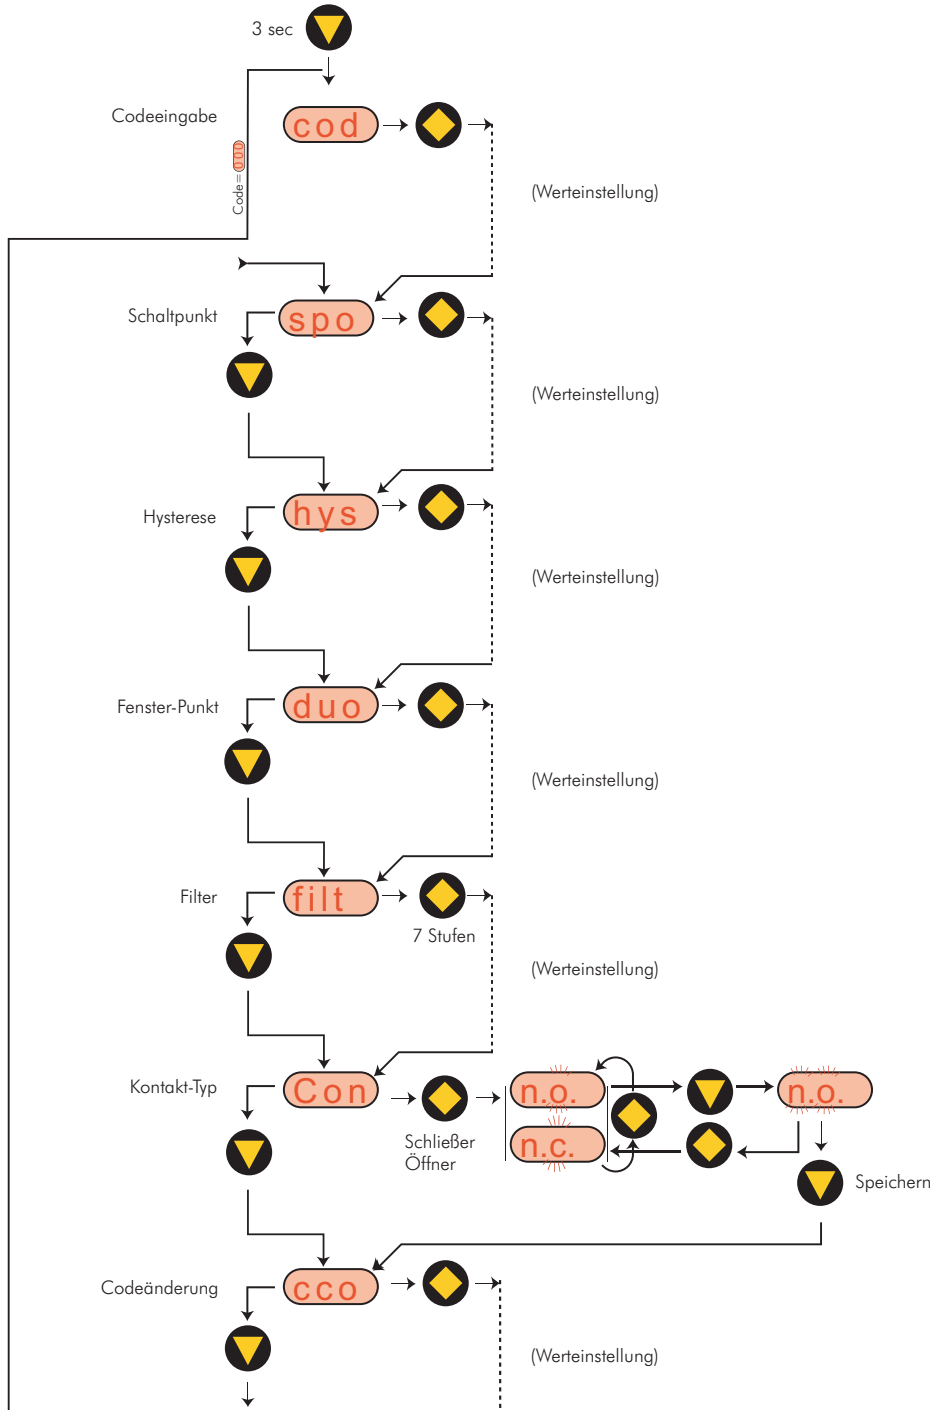 3 sec
Codeeingabe
cod
Code = 000
(Werteinstellung)
Schaltpunkt
spo
(Werteinstellung)
Hysterese
hys
(Werteinstellung)
Fenster-Punkt
duo
(Werteinstellung)
Filter
filt
7 Stufen
(Werteinstellung)
Kontakt-Typ
Con
n.o.
n.o.
n.c.
Schließer
Öffner
Speichern
Codeänderung
cco
(Werteinstellung)